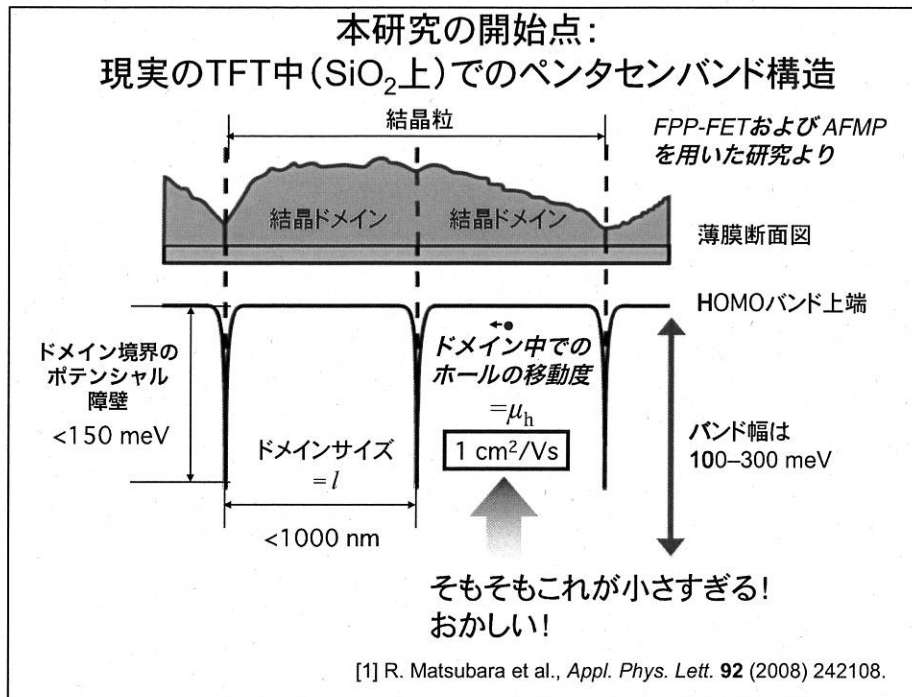 本研究の開始点:
現実のTFT中(SiO₂上)でのペンタセンバンド構造
結晶粒
FPP-FETおよび AFMP
を用いた研究より
結晶ドメイン
結晶ドメイン
薄膜断面図
HOMOバンド上端
ドメイン境界の
ポテンシャル
障壁
<150 meV
ドメイン中での
ホールの移動度
=μh
1 cm²/Vs
ドメインサイズ
= l
<1000 nm
バンド幅は
100–300 meV
そもそもこれが小さすぎる!
おかしい!
[1] R. Matsubara et al., Appl. Phys. Lett. 92 (2008) 242108.